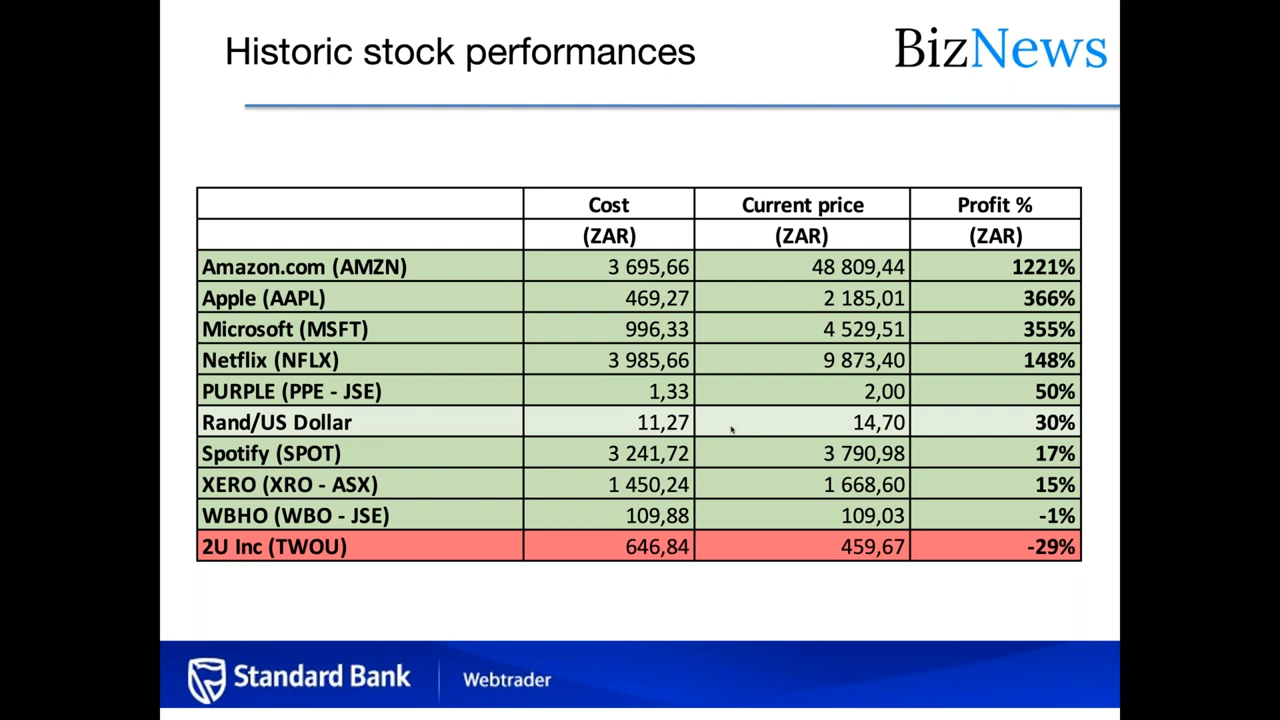 Historic stock performances
BizNews
Cost Current price Profit %
(ZAR) (ZAR) (ZAR)
Amazon.com (AMZN) 3 695,66 48 809,44 1221%
Apple (AAPL) 469,27 2 185,01 366%
Microsoft (MSFT) 996,33 4 529,51 355%
Netflix (NFLX) 3 985,66 9 873,40 148%
PURPLE (PPE - JSE) 1,33 2,00 50%
Rand/US Dollar 11,27 14,70 30%
Spotify (SPOT) 3 241,72 3 790,98 17%
XERO (XRO - ASX) 1 450,24 1 668,60 15%
WBHO (WBO - JSE) 109,88 109,03 -1%
2U Inc (TWOU) 646,84 459,67 -29%
Standard Bank Webtrader